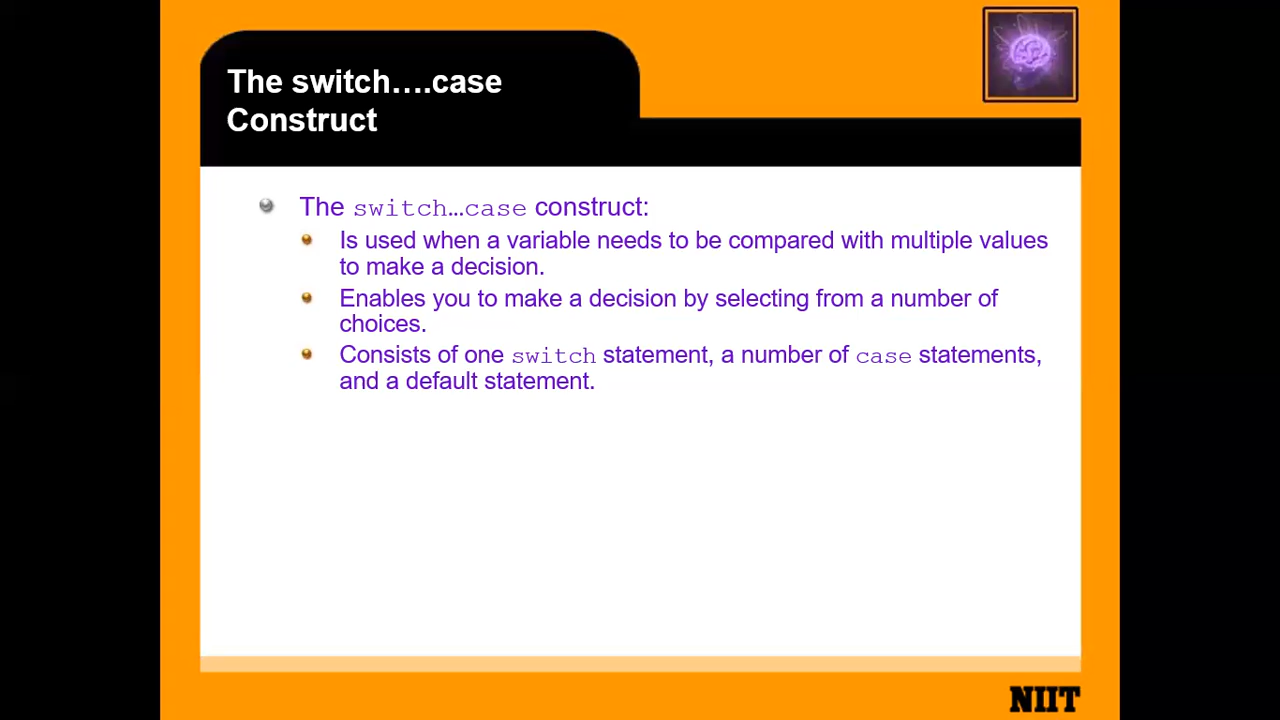 The switch….case
Construct
The switch…case construct:
Is used when a variable needs to be compared with multiple values
to make a decision.
Enables you to make a decision by selecting from a number of
choices.
Consists of one switch statement, a number of case statements,
and a default statement.
NIIT